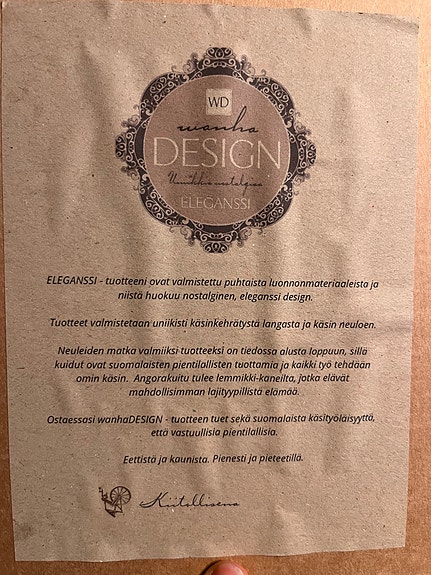 WD
wanha
DESIGN
Uniikkia nostalgiaa
ELEGANSSI
ELEGANSSI - tuotteeni ovat valmistettu puhtaista luonnonmateriaaleista ja
niistä huokuu nostalginen, eleganssi design.
Tuotteet valmistetaan uniikisti käsinkehrätystä langasta ja käsin neuloen.
Neuleiden matka valmiiksi tuotteeksi on tiedossa alusta loppuun, sillä
kuidut ovat suomalaisten pientilallisten tuottamia ja kaikki työ tehdään
omin käsin. Angorakuitu tulee lemmikki-kaneilta, jotka elävät
mahdollisimman lajityypillistä elämää.
Ostaessasi wanhaDESIGN - tuotteen tuet sekä suomalaista käsityöläisyyttä,
että vastuullisia pientilallisia.
Eettistä ja kaunista. Pienesti ja pieteetillä.
Kiitollisena